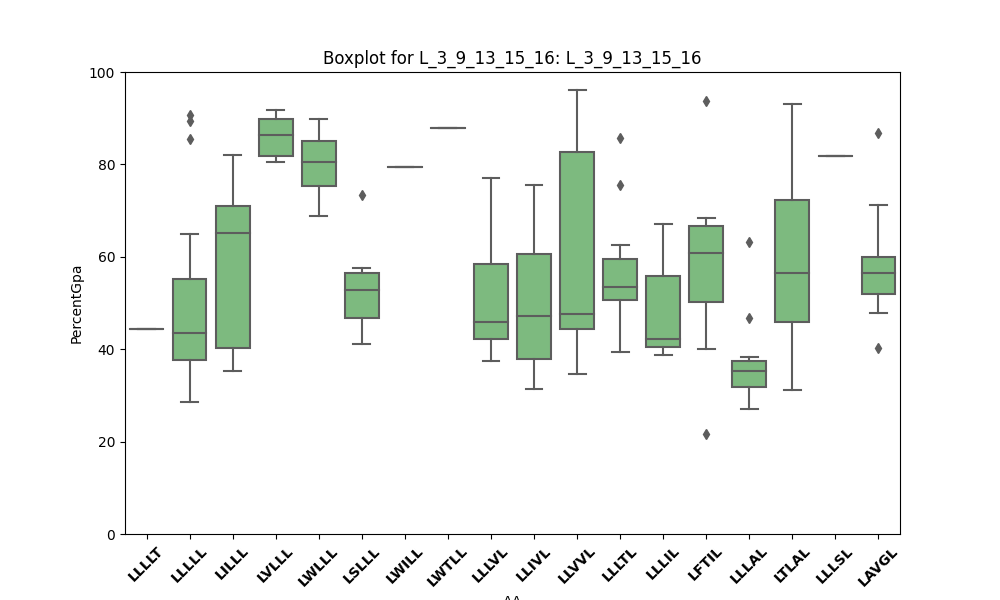 Boxplot for L_3_9_13_15_16: L_3_9_13_15_16
PercentGpa
100
80
60
40
20
0
LLLLT LLLLL LILLL LVLLL LWLLL LSLLL LWILL LWTLL LLLVL LLIVL LLVVL LLLTL LLLIL LFTIL LLLAL LTLAL LLLSL LAVGL
AA